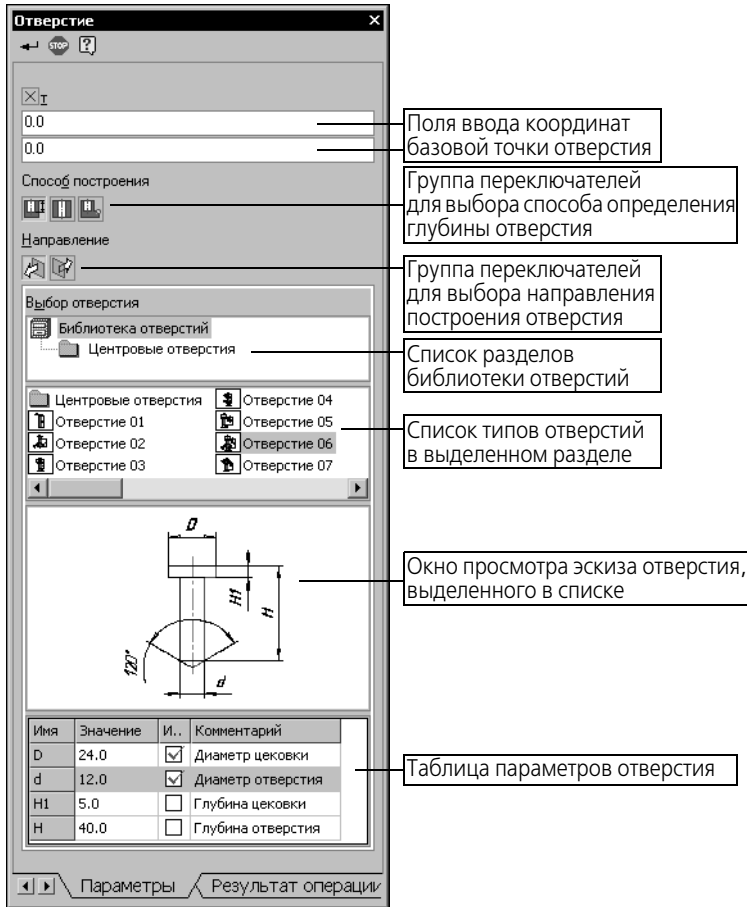 Отверстие
STOP
т
0.0
0.0
Способ построения
Направление
Выбор отверстия
Библиотека отверстий
Центровые отверстия
Центровые отверстия
Отверстие 01
Отверстие 02
Отверстие 03
Отверстие 04
Отверстие 05
Отверстие 06
Отверстие 07
D
H1
H
120°
d
Имя Значение И.. Комментарий
D 24.0 Диаметр цековки
d 12.0 Диаметр отверстия
H1 5.0 Глубина цековки
H 40.0 Глубина отверстия
Параметры Результат операции
Поля ввода координат
базовой точки отверстия
Группа переключателей
для выбора способа определения
глубины отверстия
Группа переключателей
для выбора направления
построения отверстия
Список разделов
библиотеки отверстий
Список типов отверстий
в выделенном разделе
Окно просмотра эскиза отверстия,
выделенного в списке
Таблица параметров отверстия